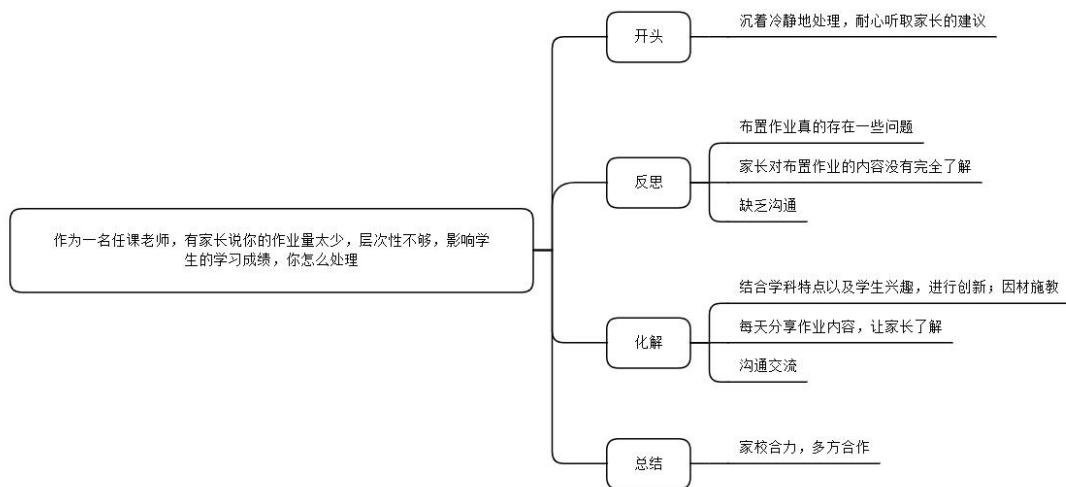 作为一名任课老师，有家长说你的作业量太少，层次性不够，影响学
生的学习成绩，你怎么处理
开头
沉着冷静地处理，耐心听取家长的建议
反思
布置作业真的存在一些问题
家长对布置作业的内容没有完全了解
缺乏沟通
化解
结合学科特点以及学生兴趣，进行创新；因材施教
每天分享作业内容，让家长了解
沟通交流
总结
家校合力，多方合作